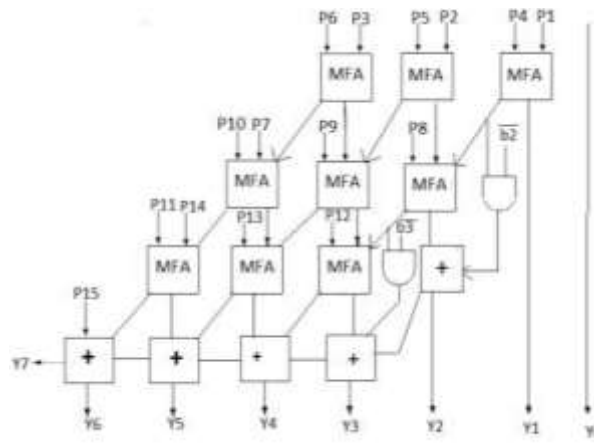 P6 P3 P5 P2 P4 P1
MFA MFA MFA
P10 P7 P9 P8 b2
MFA MFA MFA
P11 P14 P13 P12 b3
MFA MFA MFA +
P15
+ + + +
Y7
Y6 Y5 Y4 Y3 Y2 Y1